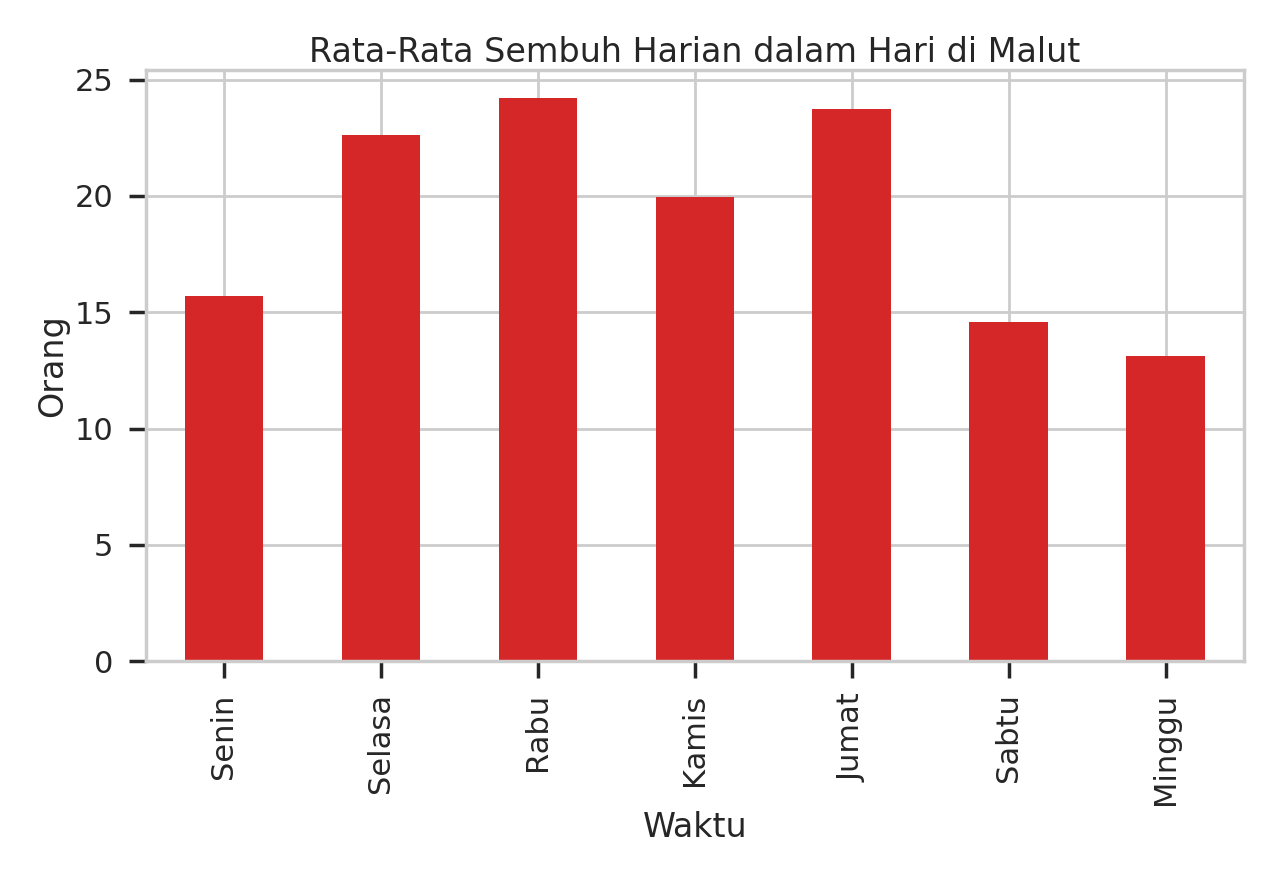 Rata-Rata Sembuh Harian dalam Hari di Malut
25
20
15
10
5
0
Orang
Senin
Selasa
Rabu
Kamis
Jumat
Sabtu
Minggu
Waktu